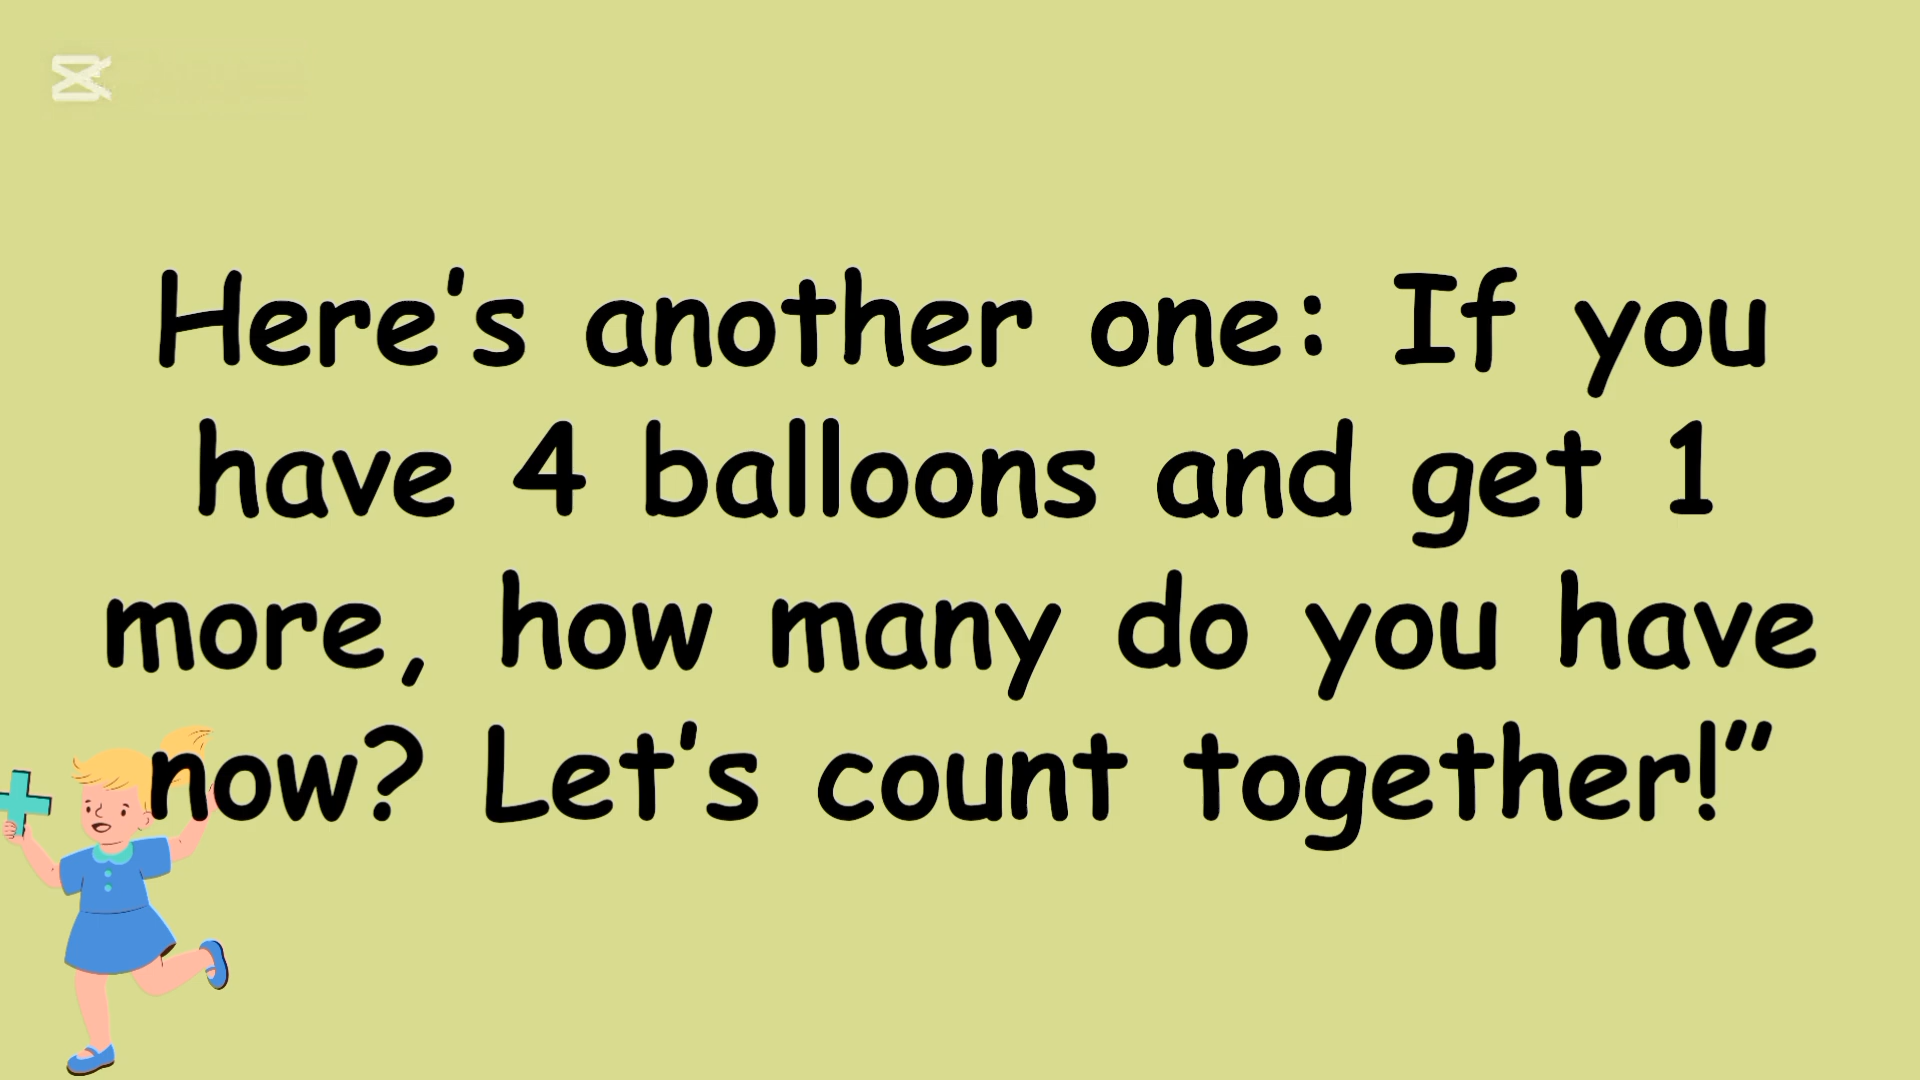 Here’s another one: If you
have 4 balloons and get 1
more, how many do you have
now? Let’s count together!”